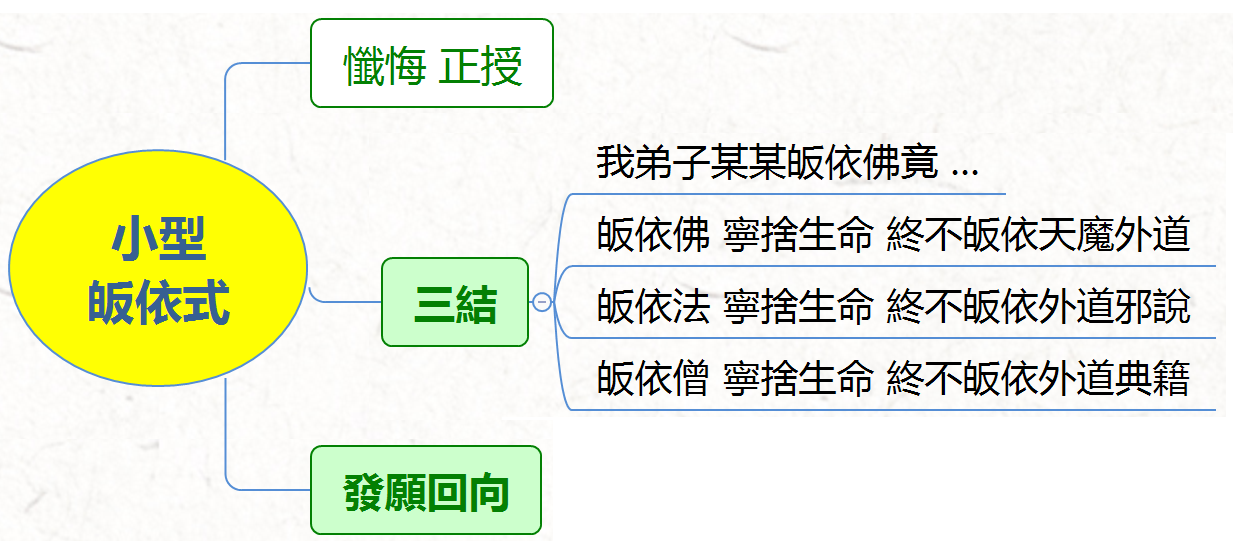 懺悔 正授
小型
皈依式
三結
我弟子某某皈依佛竟 ...
皈依佛 寧捨生命 終不皈依天魔外道
皈依法 寧捨生命 終不皈依外道邪說
皈依僧 寧捨生命 終不皈依外道典籍
發願回向